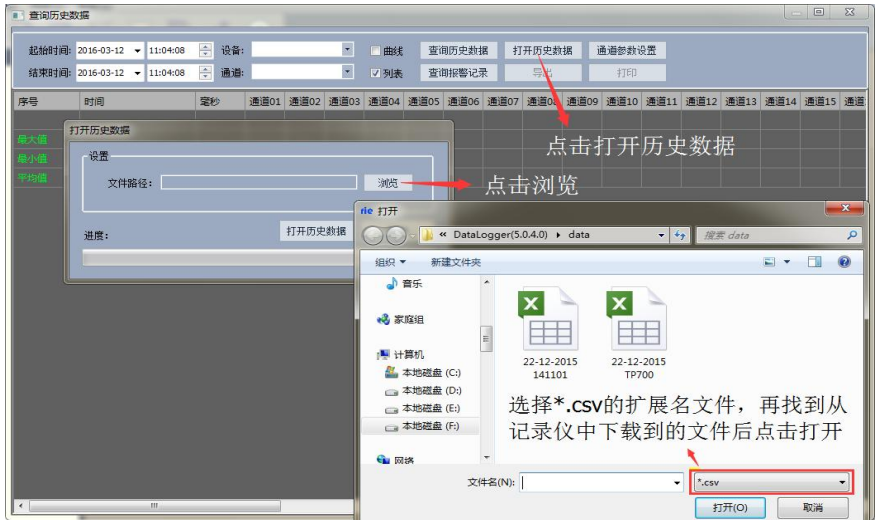 查询历史数据
起始时间: 2016-03-12 11:04:08 设备: 曲线 查询历史数据 打开历史数据 通道参数设置
结束时间: 2016-03-12 11:04:08 通道: 列表 查询报警记录 导出 打印
序号 时间 毫秒 通道01 通道02 通道03 通道04 通道05 通道06 通道07 通道08 通道09 通道10 通道11 通道12 通道13 通道14 通道15 通道
最大值
最小值
平均值
点击打开历史数据
打开历史数据
设置
文件路径: 浏览
点击浏览
进度: 打开历史数据
打开
« DataLogger(5.0.4.0) data 搜索 data
组织 新建文件夹
音乐
家庭组
计算机
本地磁盘 (C:)
本地磁盘 (D:)
本地磁盘 (E:)
本地磁盘 (F:)
网络
22-12-2015
141101
22-12-2015
TP700
选择*.csv的扩展名文件，再找到从
记录仪中下载到的文件后点击打开
文件名(N): *.csv
打开(O) 取消